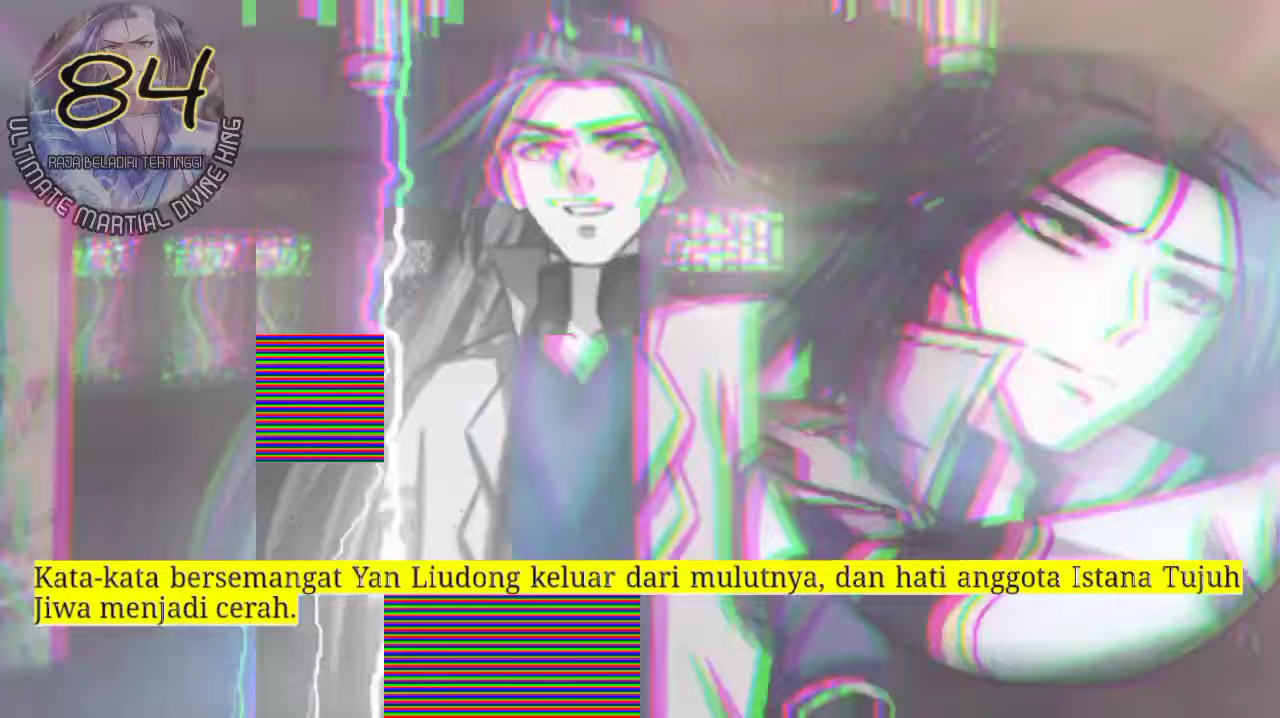 84
RAJA BELADIRI TERTINGGI
ULTIMATE MARTIAL DIVINE KING
Kata-kata bersemangat Yan Liudong keluar dari mulutnya, dan hati anggota Istana Tujuh
Jiwa menjadi cerah.